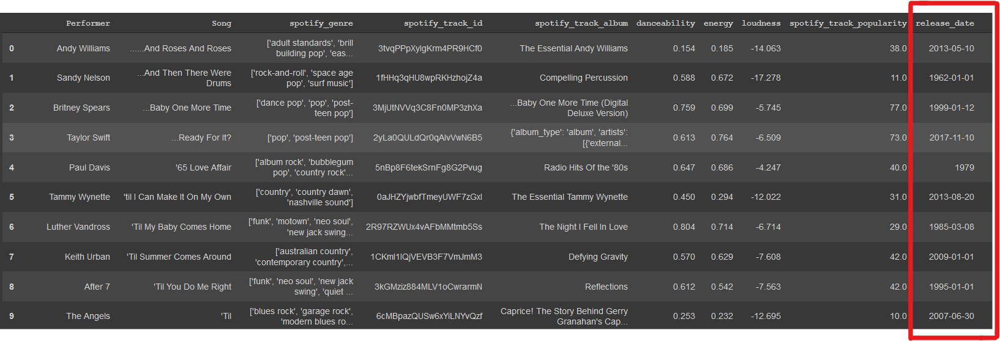 Performer Song spotify_genre spotify_track_id spotify_track_album danceability energy loudness spotify_track_popularity release_date
0 Andy Williams ......And Roses And Roses ['adult standards', 'brill building pop', 'eas... 3tvqPPpXyIgKrm4PR9HCf0 The Essential Andy Williams 0.154 0.185 -14.063 38.0 2013-05-10
1 Sandy Nelson ...And Then There Were Drums ['rock-and-roll', 'space age pop', 'surf music'] 1fHHq3qHU8wpRKHzhojZ4a Compelling Percussion 0.588 0.672 -17.278 11.0 1962-01-01
2 Britney Spears ...Baby One More Time ['dance pop', 'pop', 'post-teen pop'] 3MjUtNVVq3C8Fn0MP3zhXa ...Baby One More Time (Digital Deluxe Version) 0.759 0.699 -5.745 77.0 1999-01-12
3 Taylor Swift ...Ready For It? ['pop', 'post-teen pop'] 2yLa0QULdQr0qAlvVwN6B5 {'album_type': 'album', 'artists': [{'external... 0.613 0.764 -6.509 73.0 2017-11-10
4 Paul Davis '65 Love Affair ['album rock', 'bubblegum pop', 'country rock'... 5nBp8F6tekSrnFg8G2Pvug Radio Hits Of the '80s 0.647 0.686 -4.247 40.0 1979
5 Tammy Wynette 'til I Can Make It On My Own ['country', 'country dawn', 'nashville sound'] 0aJHZYjwbfTmeyUWF7zGxl The Essential Tammy Wynette 0.450 0.294 -12.022 31.0 2013-08-20
6 Luther Vandross 'Til My Baby Comes Home ['funk', 'motown', 'neo soul', 'new jack swing... 2R97RZWUx4vAFbMMtmb5Ss The Night I Fell In Love 0.804 0.714 -6.714 29.0 1985-03-08
7 Keith Urban 'Til Summer Comes Around ['australian country', 'contemporary country',... 1CKmI1IQjVEVB3F7VmJmM3 Defying Gravity 0.570 0.629 -7.608 42.0 2009-01-01
8 After 7 'Til You Do Me Right ['funk', 'neo soul', 'new jack swing', 'quiet ... 3kGMziz884MLV1oCwrarmN Reflections 0.612 0.542 -7.563 42.0 1995-01-01
9 The Angels 'Til ['blues rock', 'garage rock', 'modern blues ro... 6cMBpazQUSw6xYiLNYvQzf Caprice! The Story Behind Gerry Granahan's Cap... 0.253 0.232 -12.695 10.0 2007-06-30